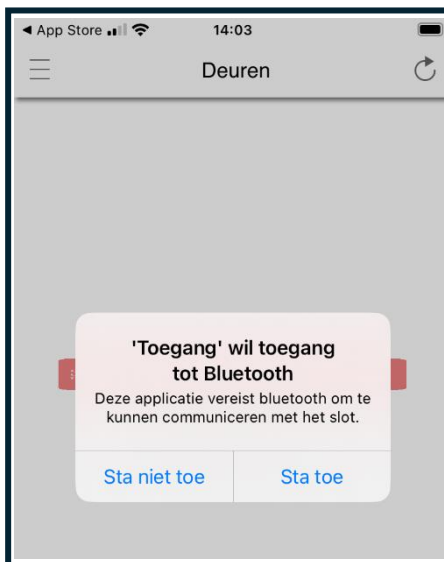 App Store 14:03
Deuren
'Toegang' wil toegang
tot Bluetooth
Deze applicatie vereist bluetooth om te
kunnen communiceren met het slot.
Sta niet toe Sta toe